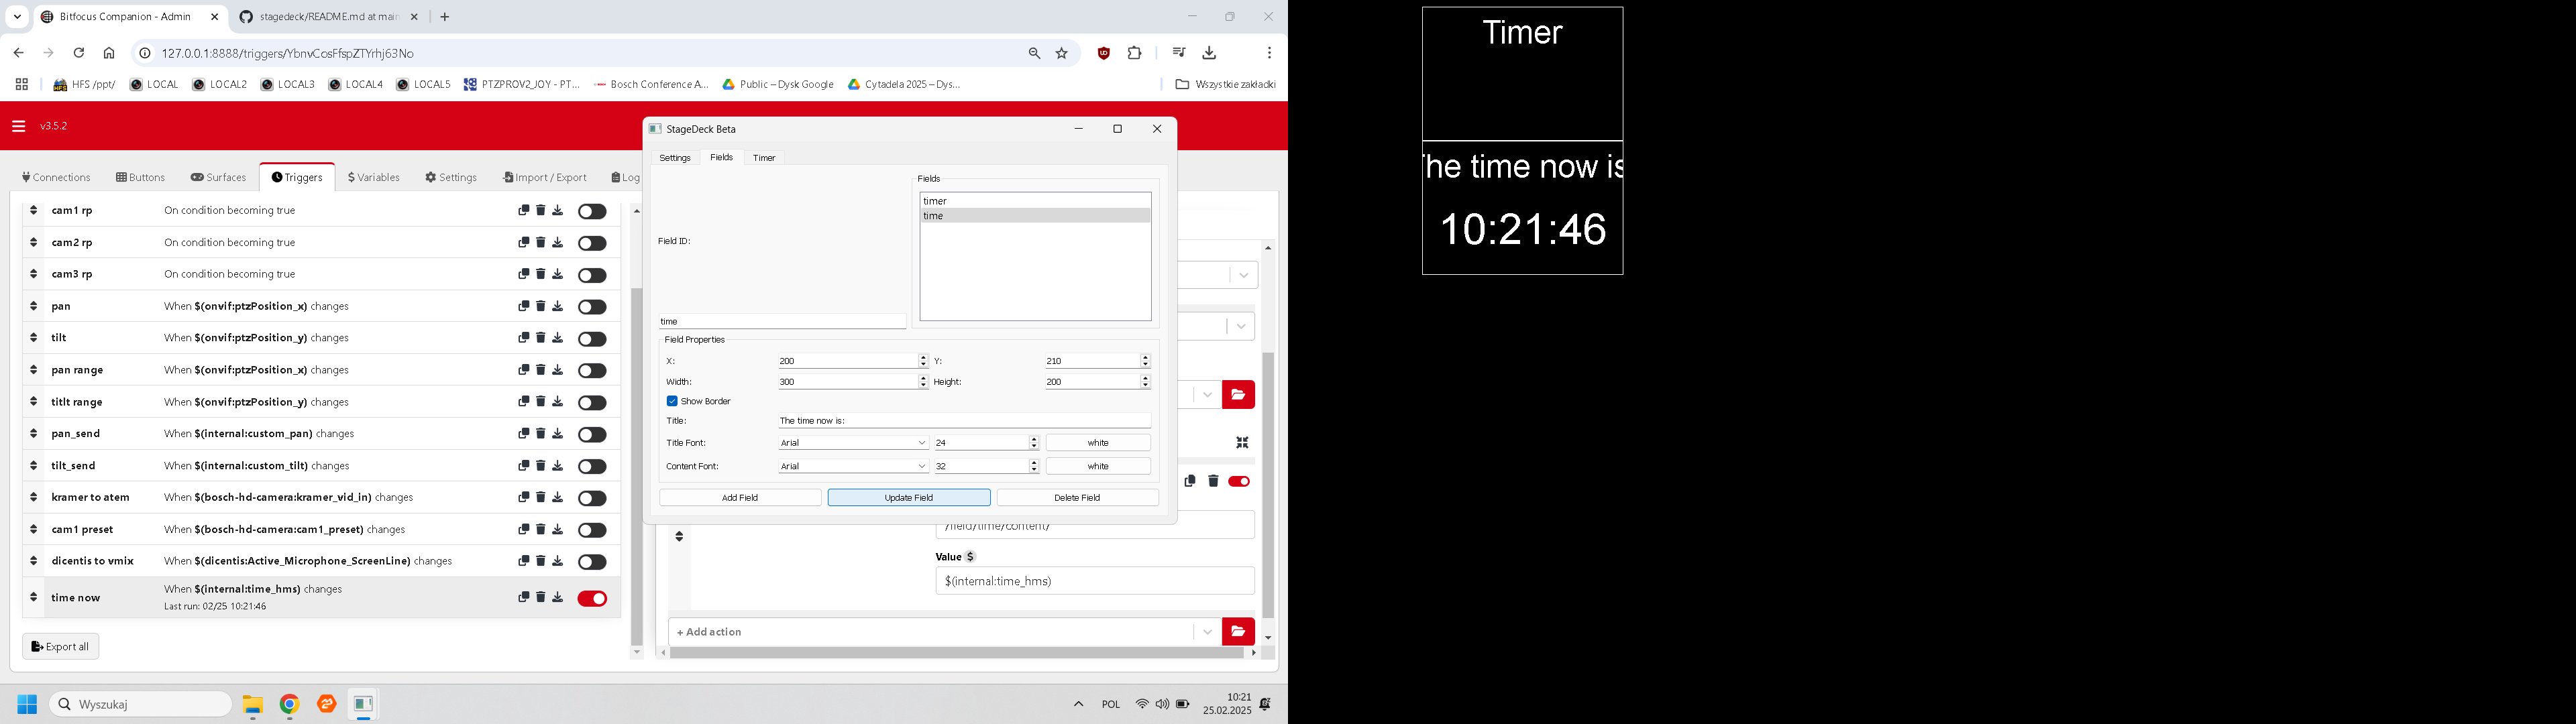 Bitfocus Companion - Admin
stagedeck/README.md at main
127.0.0.1:8888/triggers/YbnvCosFfspZTYrhj63No
HFS /ppt/
LOCAL
LOCAL2
LOCAL3
LOCAL4
LOCAL5
PTZPROV2_JOY - PT...
Bosch Conference A...
Public – Dysk Google
Cytadela 2025 – Dys...
Wszystkie zakładki
v3.5.2
Connections
Buttons
Surfaces
Triggers
Variables
Settings
Import / Export
Log
cam1 rp On condition becoming true
cam2 rp On condition becoming true
cam3 rp On condition becoming true
pan When $(onvif:ptzPosition_x) changes
tilt When $(onvif:ptzPosition_y) changes
pan range When $(onvif:ptzPosition_x) changes
titlt range When $(onvif:ptzPosition_y) changes
pan_send When $(internal:custom_pan) changes
tilt_send When $(internal:custom_tilt) changes
kramer to atem When $(bosch-hd-camera:kramer_vid_in) changes
cam1 preset When $(bosch-hd-camera:cam1_preset) changes
dicentis to vmix When $(dicentis:Active_Microphone_ScreenLine) changes
time now When $(internal:time_hms) changes
Last run: 02/25 10:21:46
Export all
StageDeck Beta
Settings
Fields
Timer
Fields
timer
time
Field ID:
time
Field Properties
X: 200 Y: 210
Width: 300 Height: 200
Show Border
Title: The time now is:
Title Font: Arial 24 white
Content Font: Arial 32 white
Add Field
Update Field
Delete Field
/field/time/content/
Value $
$(internal:time_hms)
+ Add action
Wyszukaj
POL
10:21
25.02.2025
Timer
The time now is
10:21:46